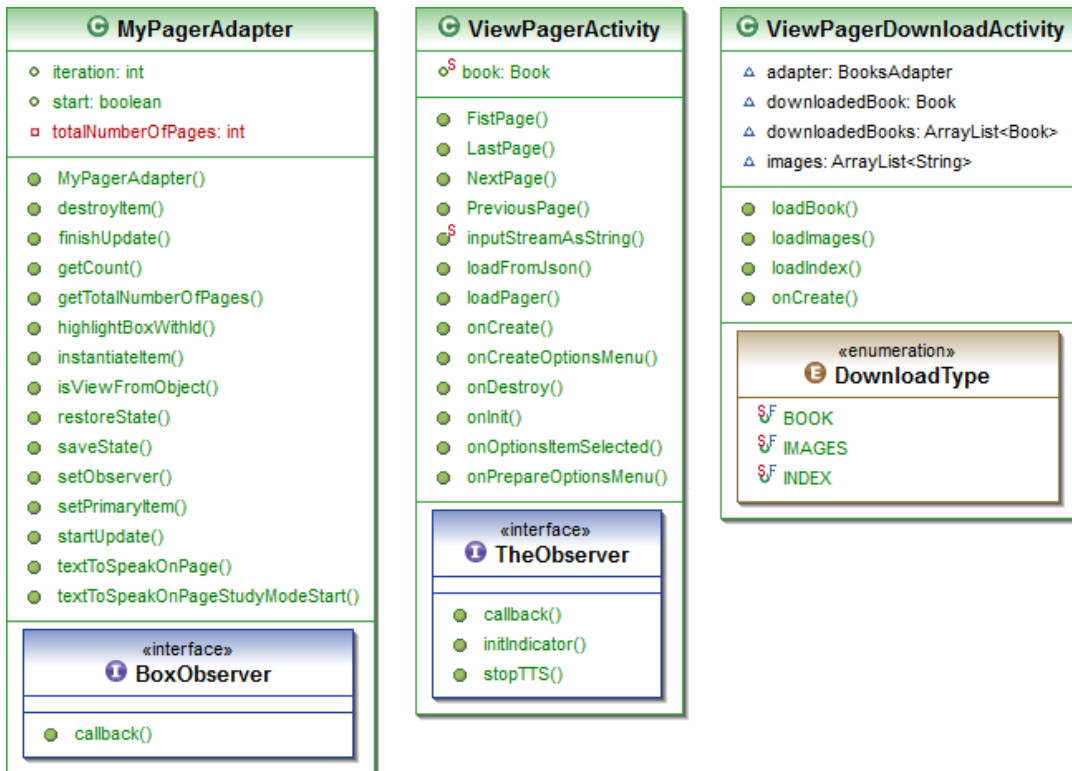 MyPagerAdapter
iteration: int
start: boolean
totalNumberOfPages: int
MyPagerAdapter()
destroyItem()
finishUpdate()
getCount()
getTotalNumberOfPages()
highlightBoxWithId()
instantiateItem()
isViewFromObject()
restoreState()
saveState()
setObserver()
setPrimaryItem()
startUpdate()
textToSpeakOnPage()
textToSpeakOnPageStudyModeStart()
«interface»
BoxObserver
callback()
ViewPagerActivity
book: Book
FistPage()
LastPage()
NextPage()
PreviousPage()
inputStreamAsString()
loadFromJson()
loadPager()
onCreate()
onCreateOptionsMenu()
onDestroy()
onInit()
onOptionsItemSelected()
onPrepareOptionsMenu()
«interface»
TheObserver
callback()
initIndicator()
stopTTS()
ViewPagerDownloadActivity
adapter: BooksAdapter
downloadedBook: Book
downloadedBooks: ArrayList<Book>
images: ArrayList<String>
loadBook()
loadImages()
loadIndex()
onCreate()
«enumeration»
DownloadType
BOOK
IMAGES
INDEX